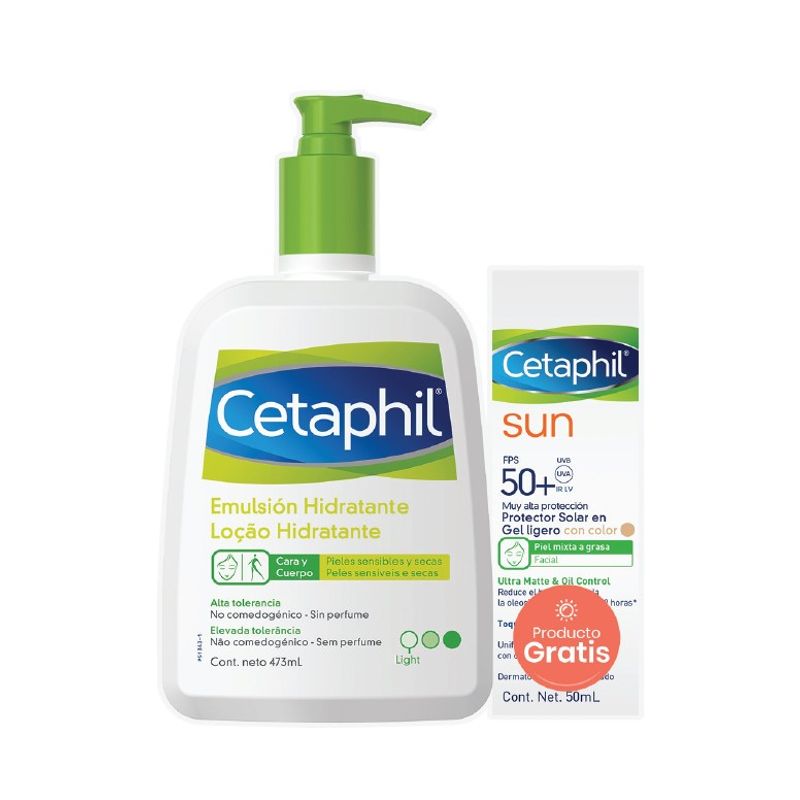 Cetaphil®
Emulsión Hidratante
Loção Hidratante
Cara y
Cuerpo
Pieles sensibles y secas
Peles sensíveis e secas
Alta tolerancia
No comedogénico - Sin perfume
Elevada tolerância
Não comedogénico - Sem perfume
Cont. neto 473mL
Light
Cetaphil®
sun
FPS
50+
UVB
UVA
IR LV
Muy alta protección
Protector Solar en
Gel ligero con color
Piel mixta a grasa
Facial
Ultra Matte & Oil Control
Reduce el
la
horas*
con
Cont. Net. 50mL
Producto
Gratis